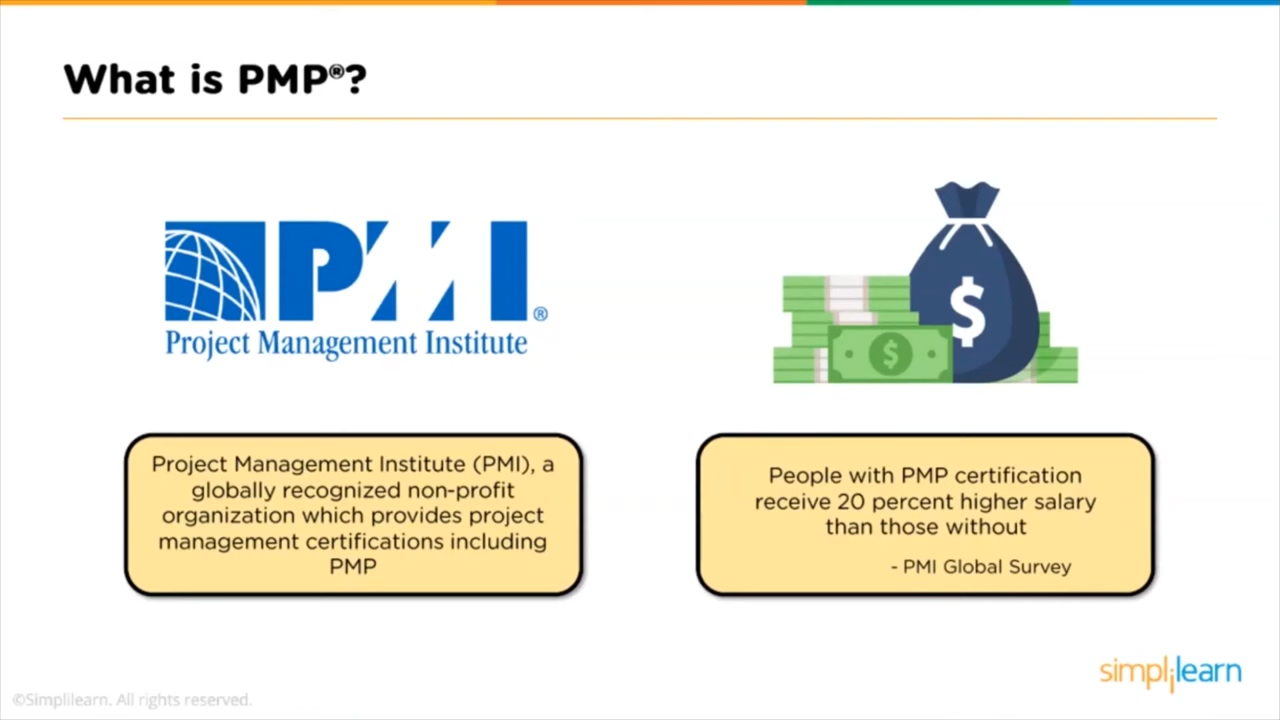 What is PMP®?
PMI®
Project Management Institute
$
$
Project Management Institute (PMI), a
globally recognized non-profit
organization which provides project
management certifications including
PMP
People with PMP certification
receive 20 percent higher salary
than those without
- PMI Global Survey
simplilearn
©Simplilearn. All rights reserved.